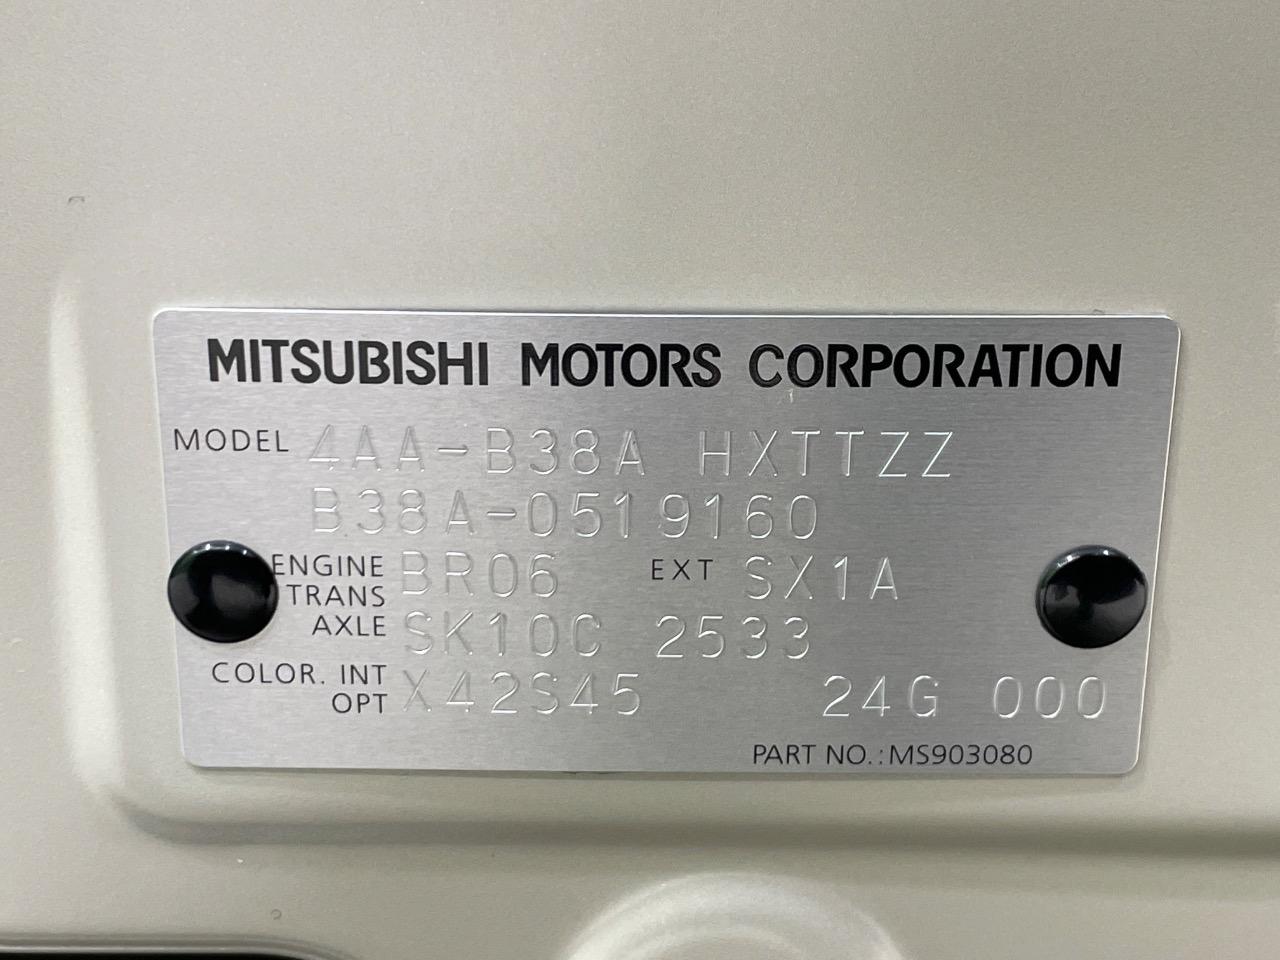 MITSUBISHI MOTORS CORPORATION
MODEL 4AA-B38A HXTTZZ
B38A-0519160
ENGINE BR06 EXT SX1A
TRANS
AXLE SK10C 2533
COLOR. INT
OPT X42S45 24G 000
PART NO.:MS903080